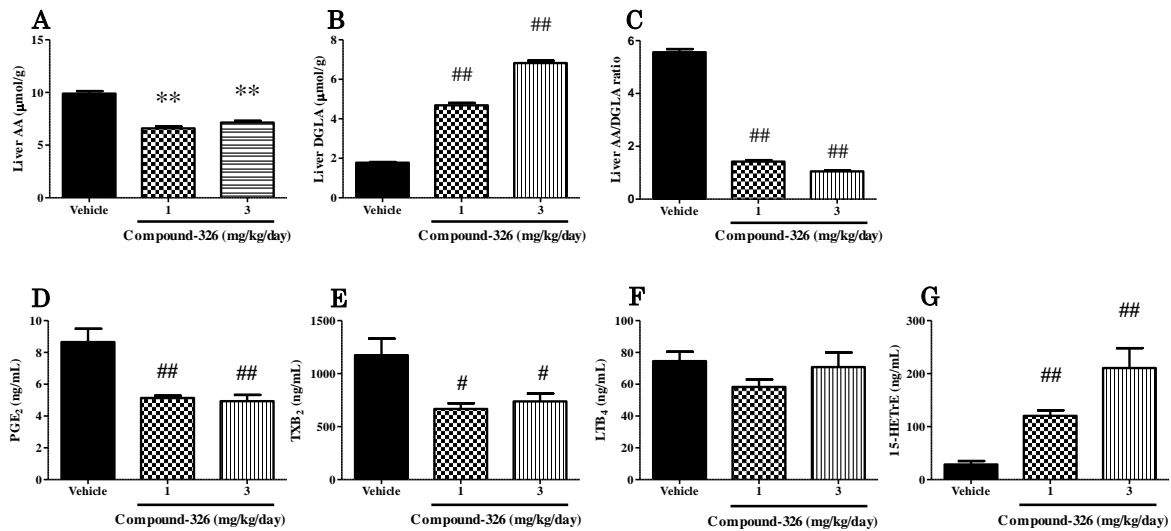 A
Liver AA (μmol/g)
15
10
5
0
**
**
Vehicle
1
3
Compound-326 (mg/kg/day)
B
Liver DGLA (μmol/g)
8
6
4
2
0
##
##
Vehicle
1
3
Compound-326 (mg/kg/day)
C
Liver AA/DGLA ratio
6
4
2
0
##
##
Vehicle
1
3
Compound-326 (mg/kg/day)
D
PGE2 (ng/mL)
10
8
6
4
2
0
##
##
Vehicle
1
3
Compound-326 (mg/kg/day)
E
TXB2 (ng/mL)
1500
1000
500
0
#
#
Vehicle
1
3
Compound-326 (mg/kg/day)
F
LTB4 (ng/mL)
100
80
60
40
20
0
Vehicle
1
3
Compound-326 (mg/kg/day)
G
15-HETrE (ng/mL)
300
200
100
0
##
##
Vehicle
1
3
Compound-326 (mg/kg/day)